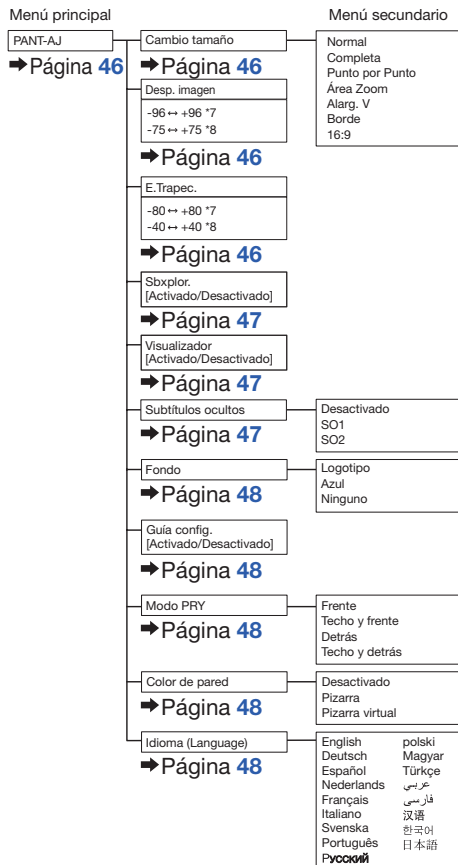 Menú principal
Menú secundario
PANT-AJ
➡Página 46
Cambio tamaño
➡Página 46
Normal
Completa
Punto por Punto
Área Zoom
Alarg. V
Borde
16:9
Desp. imagen
-96 ↔ +96 *7
-75 ↔ +75 *8
➡Página 46
E.Trapec.
-80 ↔ +80 *7
-40 ↔ +40 *8
➡Página 46
Sbxplor.
[Activado/Desactivado]
➡Página 47
Visualizador
[Activado/Desactivado]
➡Página 47
Subtítulos ocultos
➡Página 47
Desactivado
SO1
SO2
Fondo
➡Página 48
Logotipo
Azul
Ninguno
Guía config.
[Activado/Desactivado]
➡Página 48
Modo PRY
➡Página 48
Frente
Techo y frente
Detrás
Techo y detrás
Color de pared
➡Página 48
Desactivado
Pizarra
Pizarra virtual
Idioma (Language)
➡Página 48
English
Deutsch
Español
Nederlands
Français
Italiano
Svenska
Português
Русский
polski
Magyar
Türkçe
عربي
فارسی
汉语
한국어
日本語